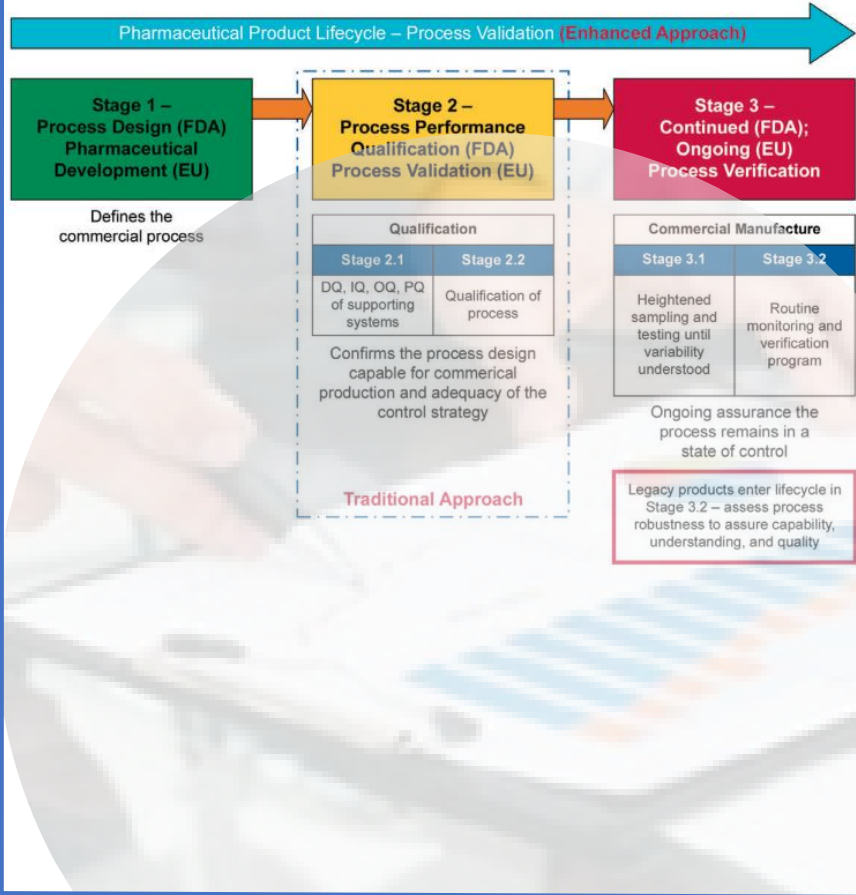 Pharmaceutical Product Lifecycle – Process Validation (Enhanced Approach)
Stage 1 –
Process Design (FDA)
Pharmaceutical
Development (EU)
Defines the
commercial process
Stage 2 –
Process Performance
Qualification (FDA)
Process Validation (EU)
Qualification
Stage 2.1
Stage 2.2
DQ, IQ, OQ, PQ
of supporting
systems
Qualification of
process
Confirms the process design
capable for commerical
production and adequacy of the
control strategy
Traditional Approach
Stage 3 –
Continued (FDA);
Ongoing (EU)
Process Verification
Commercial Manufacture
Stage 3.1
Stage 3.2
Heightened
sampling and
testing until
variability
understood
Routine
monitoring and
verification
program
Ongoing assurance the
process remains in a
state of control
Legacy products enter lifecycle in
Stage 3.2 – assess process
robustness to assure capability,
understanding, and quality